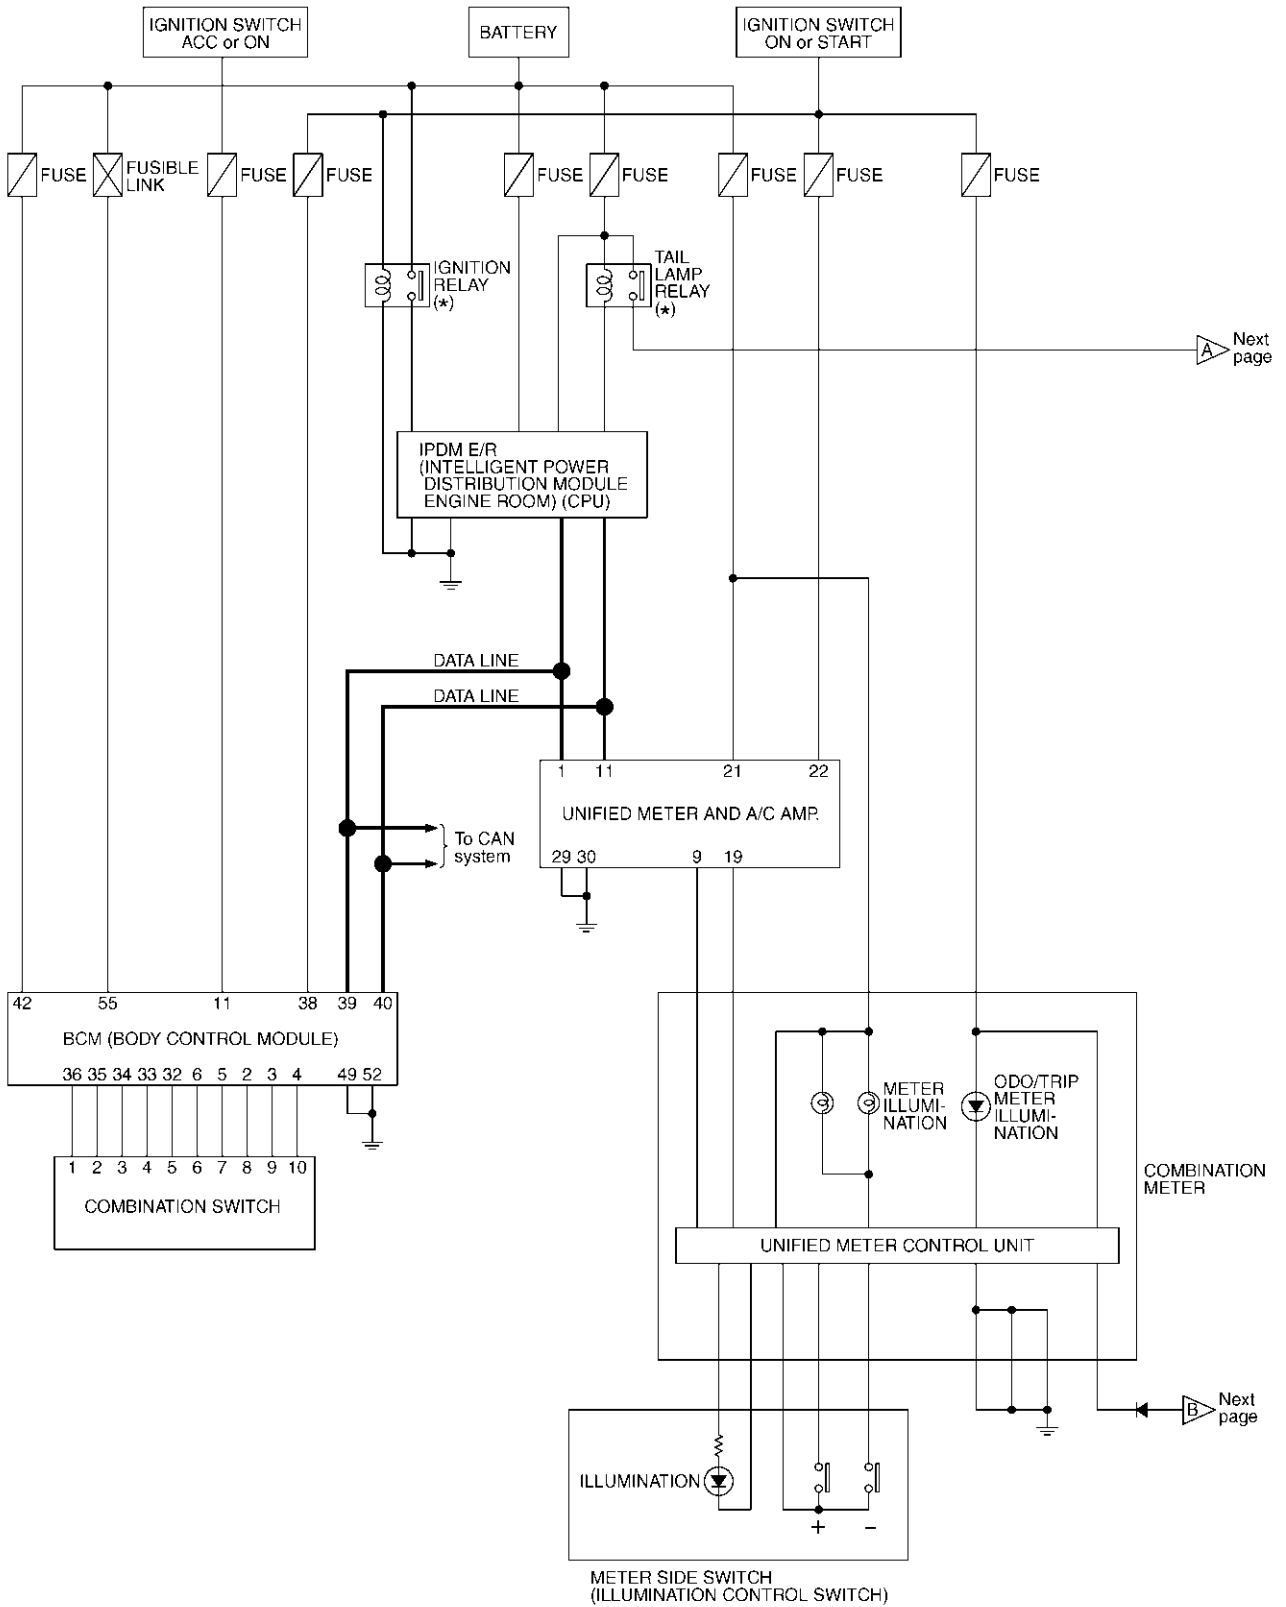 IGNITION SWITCH
ACC or ON
BATTERY
IGNITION SWITCH
ON or START
FUSE
FUSIBLE
LINK
FUSE
FUSE
FUSE
FUSE
FUSE
FUSE
FUSE
IGNITION
RELAY
(*)
TAIL
LAMP
RELAY
(*)
A
Next
page
IPDM E/R
(INTELLIGENT POWER
DISTRIBUTION MODULE
ENGINE ROOM) (CPU)
DATA LINE
DATA LINE
1 11 21 22
UNIFIED METER AND A/C AMP.
29 30 9 19
To CAN
system
42 55 11 38 39 40
BCM (BODY CONTROL MODULE)
36 35 34 33 32 6 5 2 3 4 49 52
1 2 3 4 5 6 7 8 9 10
COMBINATION SWITCH
METER
ILLUMI-
NATION
ODO/TRIP
METER
ILLUMI-
NATION
COMBINATION
METER
UNIFIED METER CONTROL UNIT
B
Next
page
ILLUMINATION
+ −
METER SIDE SWITCH
(ILLUMINATION CONTROL SWITCH)